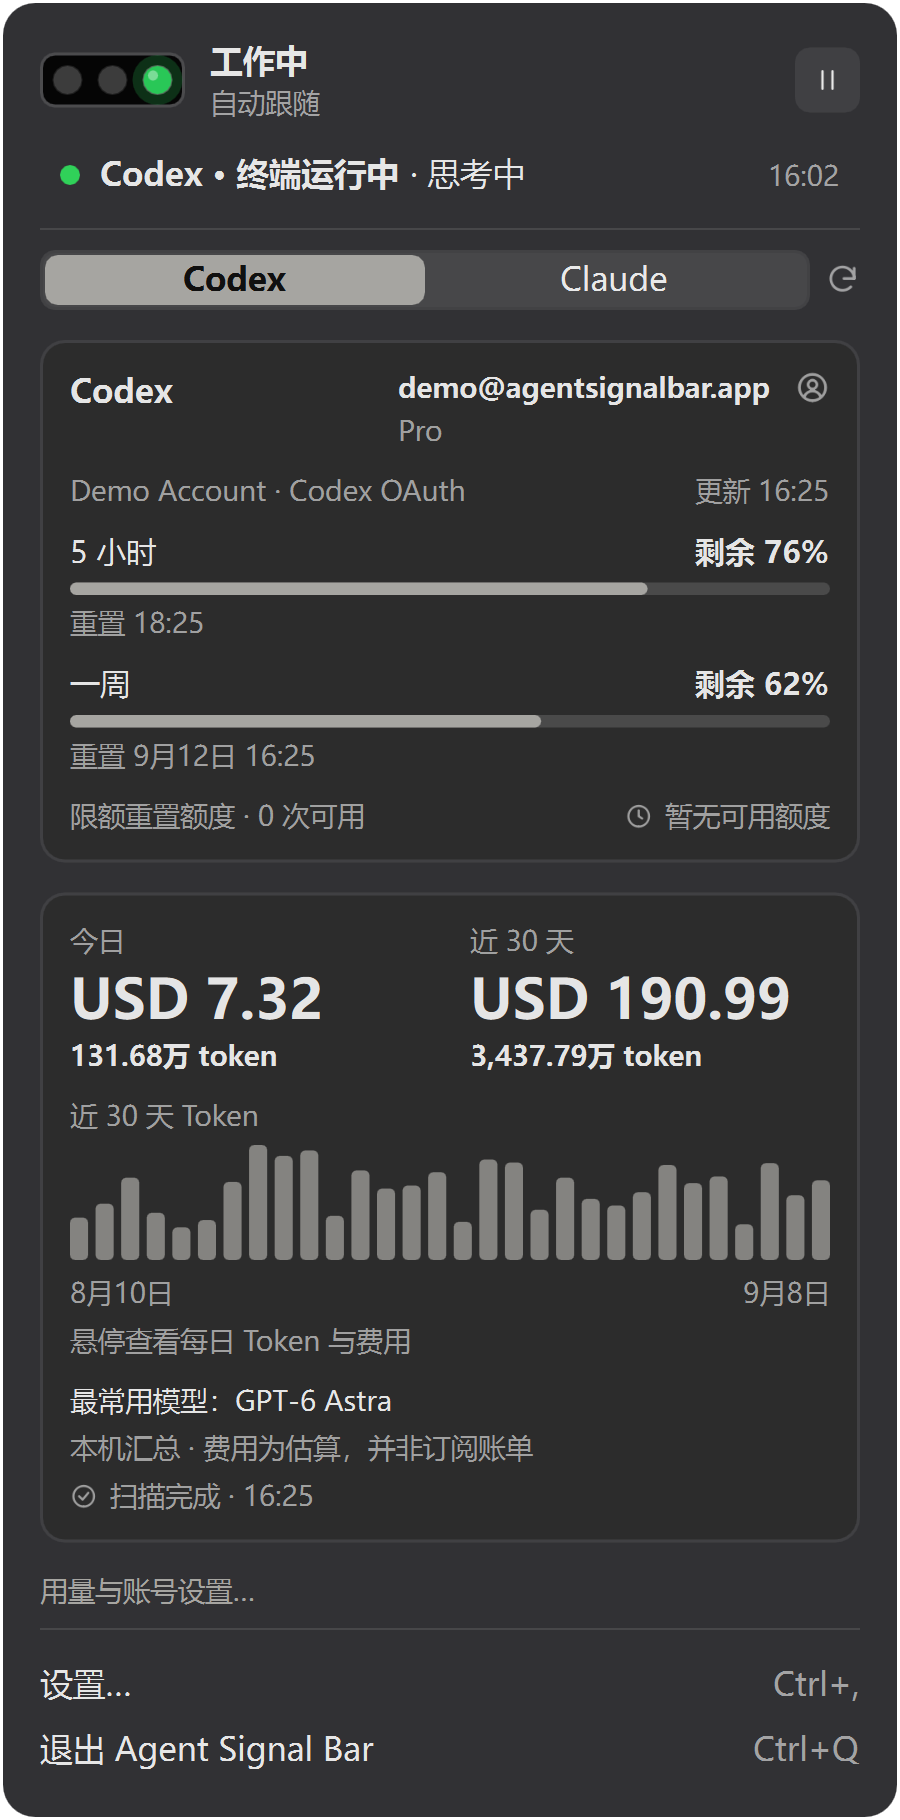 工作中
自动跟随
Codex • 终端运行中 · 思考中 16:02
Codex Claude
Codex demo@agentsignalbar.app
Pro
Demo Account · Codex OAuth 更新 16:25
5 小时 剩余 76%
重置 18:25
一周 剩余 62%
重置 9月12日 16:25
限额重置额度 · 0 次可用 暂无可用额度
今日 近 30 天
USD 7.32 USD 190.99
131.68万 token 3,437.79万 token
近 30 天 Token
8月10日 9月8日
悬停查看每日 Token 与费用
最常用模型：GPT-6 Astra
本机汇总 · 费用为估算，并非订阅账单
扫描完成 · 16:25
用量与账号设置...
设置... Ctrl+,
退出 Agent Signal Bar Ctrl+Q